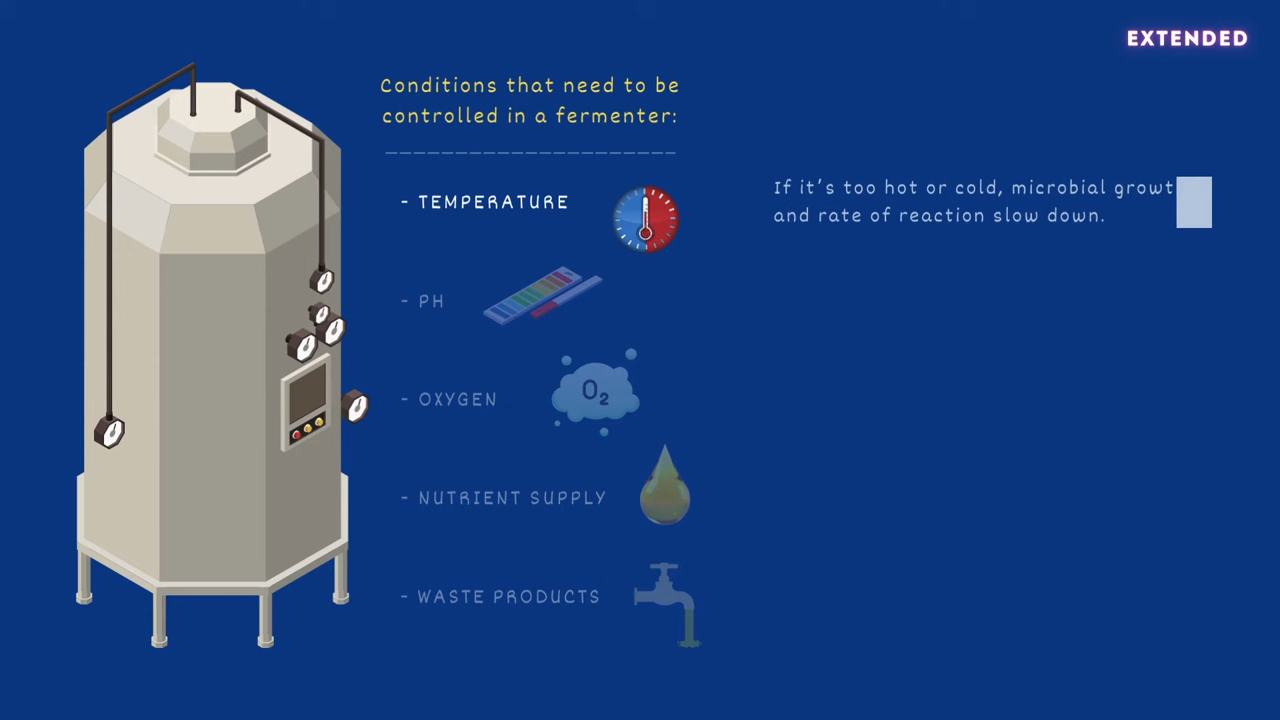 EXTENDED
Conditions that need to be
controlled in a fermenter:
- TEMPERATURE
If it's too hot or cold, microbial growt
and rate of reaction slow down.
- PH
- OXYGEN
O₂
- NUTRIENT SUPPLY
- WASTE PRODUCTS